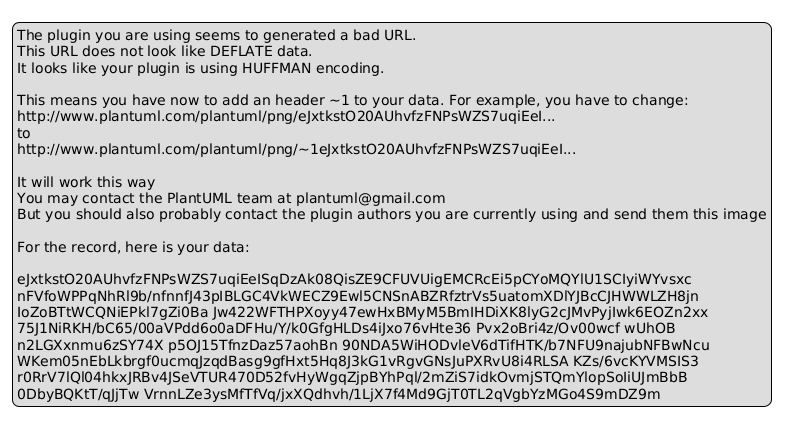 The plugin you are using seems to generated a bad URL.
This URL does not look like DEFLATE data.
It looks like your plugin is using HUFFMAN encoding.
This means you have now to add an header ~1 to your data. For example, you have to change:
http://www.plantuml.com/plantuml/png/eJxtkstO20AUhvfzFNPsWZS7uqiEeI...
to
http://www.plantuml.com/plantuml/png/~1eJxtkstO20AUhvfzFNPsWZS7uqiEeI...
It will work this way
You may contact the PlantUML team at plantuml@gmail.com
But you should also probably contact the plugin authors you are currently using and send them this image
For the record, here is your data:
eJxtkstO20AUhvfzFNPsWZS7uqiEeISqDzAk08QisZE9CFUVUigEMCRcEi5pCYoMQYlU1SCIyiWYvsxc
nFVfoWPPqNhRl9b/nfnnfJ43pIBLGC4VkWECZ9Ewl5CNSnABZRfztrVs5uatomXDlYJBcCJHWWLZH8jn
IoZoBTtWCQNiEPkl7gZi0Ba Jw422WFTHPXoyy47ewHxBMyM5BmIHDiXK8lyG2cJMvPyjlwk6EOZn2xx
75J1NiRKH/bC65/00aVPdd6o0aDFHu/Y/k0GfgHLDs4iJxo76vHte36 Pvx2oBri4z/Ov00wcf wUhOB
n2LGXxnmu6zSY74X p5OJ15TfnzDaz57aohBn 90NDA5WiHODvleV6dTifHTK/b7NFU9najubNFBwNcu
WKem05nEbLkbrgf0ucmqJzqdBasg9gfHxt5Hq8J3kG1vRgvGNsJuPXRvU8i4RLSA KZs/6vcKYVMSIS3
r0RrV7lQl04hkxJRBv4JSeVTUR470D52fvHyWgqZjpBYhPql/2mZiS7idkOvmjSTQmYlopSoliUJmBbB
0DbyBQKtT/qJjTw VrnnLZe3ysMfTfVq/jxXQdhvh/1LjX7f4Md9GjT0TL2qVgbYzMGo4S9mDZ9m